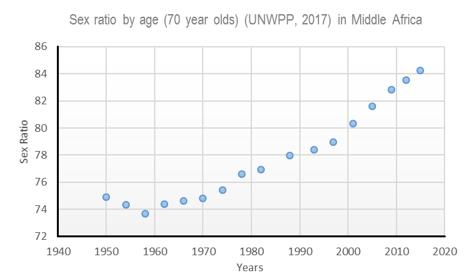 Sex ratio by age (70 year olds) (UNWPP, 2017) in Middle Africa
86
84
82
80
78
76
74
72
Sex Ratio
1940 1950 1960 1970 1980 1990 2000 2010 2020
Years